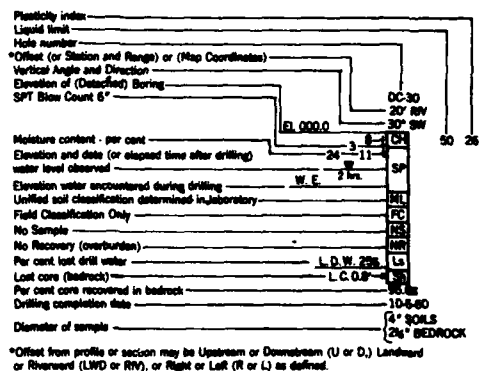 Plasticity index 
Liquid limit 
Hole number 
*Offset (or Station and Range) or (Map Coordinates) 
Vertical Angle and Direction 
Elevation of (Detached) Boring 
SPT Blow Count 6" 
DC-30
20' RIV
30° SW
50 26
El. 000.0
8 CH
3
24 11
Moisture content - per cent
Elevation and date (or elapsed time after drilling)
water level observed
2 hrs.
SP
Elevation water encountered during drilling W. E.
Unified soil classification determined in laboratory ML
Field Classification Only FC
No Sample NS
No Recovery (overburden) NR
Per cent lost drill water L. D. W. Ls
Lost core (bedrock) L. C. 0.8'
Per cent core recovered in bedrock
Drilling completion date 10-6-60
Diameter of sample
4" SOILS
BEDROCK
*Offset from profile or section may be Upstream or Downstream (U or D,) Landward
or Riverward (LWD or RIV), or Right or Left (R or L) as defined.